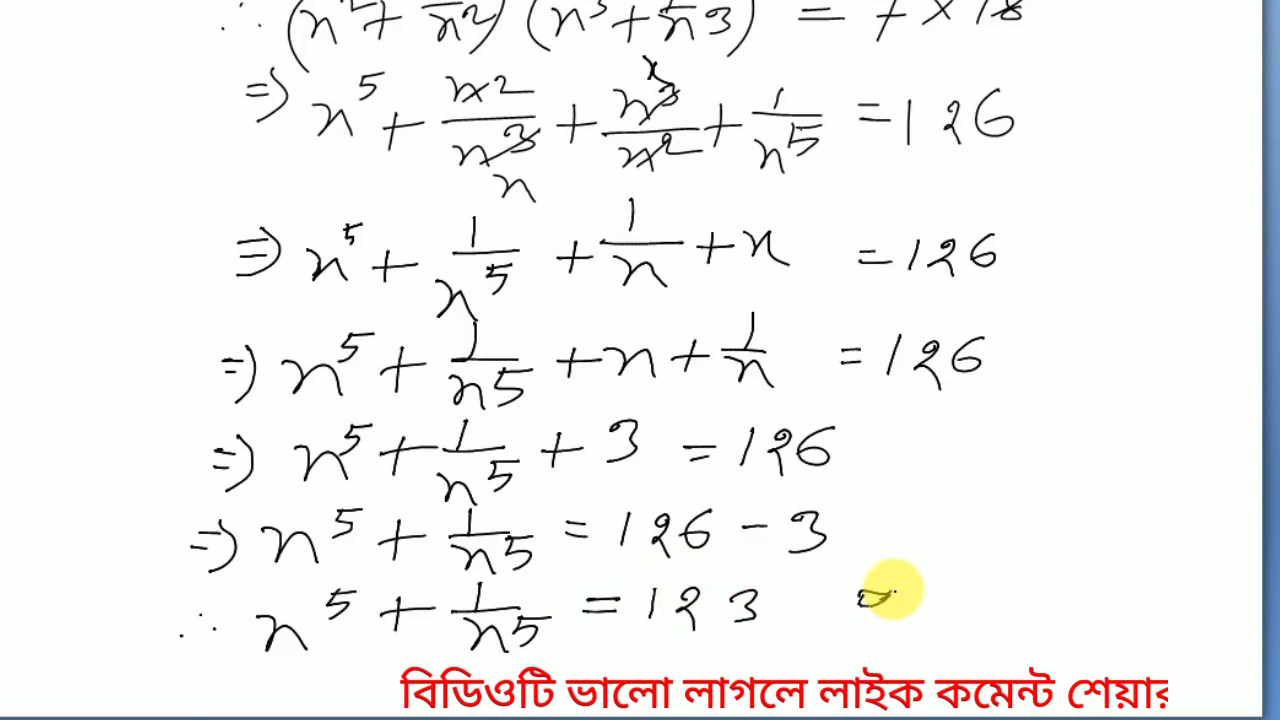 ∴ (x² + 1/x²) (x³ + 1/x³) = 7 × 18
⇒ x⁵ + x²/x³ + x³/x² + 1/x⁵ = 126
⇒ x⁵ + 1/x⁵ + 1/x + x = 126
⇒ x⁵ + 1/x⁵ + x + 1/x = 126
⇒ x⁵ + 1/x⁵ + 3 = 126
⇒ x⁵ + 1/x⁵ = 126 - 3
∴ x⁵ + 1/x⁵ = 123
বিডিওটি ভালো লাগলে লাইক কমেন্ট শেয়ার